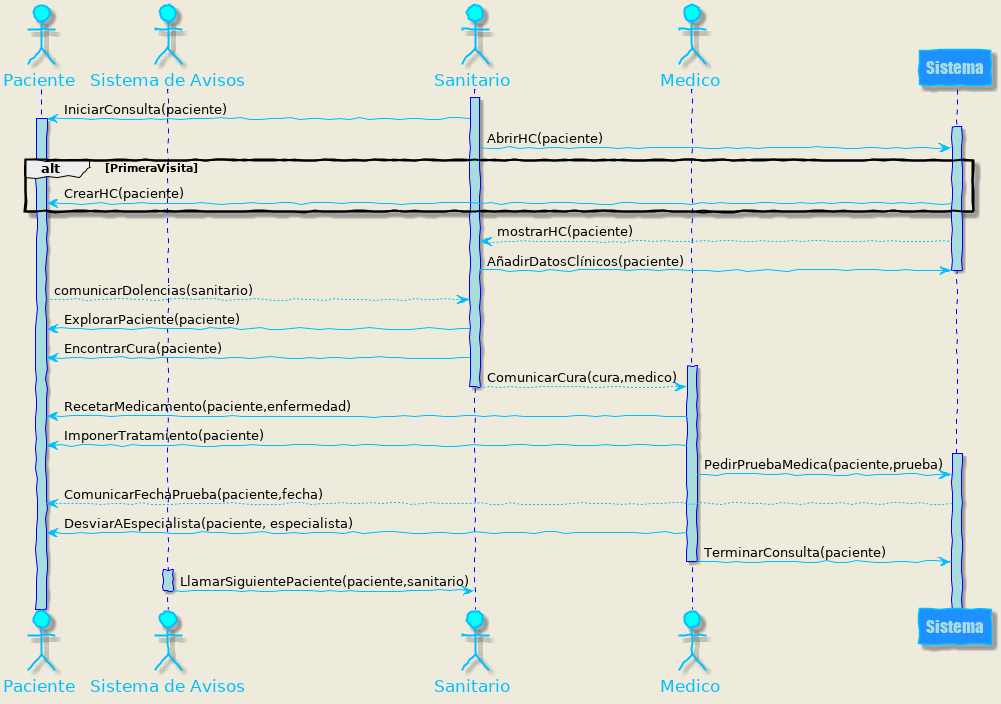 Paciente
Sistema de Avisos
Sanitario
Medico
Sistema
IniciarConsulta(paciente)
AbrirHC(paciente)
alt [PrimeraVisita]
CrearHC(paciente)
mostrarHC(paciente)
AñadirDatosClínicos(paciente)
comunicarDolencias(sanitario)
ExplorarPaciente(paciente)
EncontrarCura(paciente)
ComunicarCura(cura,medico)
RecetarMedicamento(paciente,enfermedad)
ImponerTratamiento(paciente)
PedirPruebaMedica(paciente,prueba)
ComunicarFechaPrueba(paciente,fecha)
DesviarAEspecialista(paciente, especialista)
TerminarConsulta(paciente)
LlamarSiguientePaciente(paciente,sanitario)
Paciente
Sistema de Avisos
Sanitario
Medico
Sistema